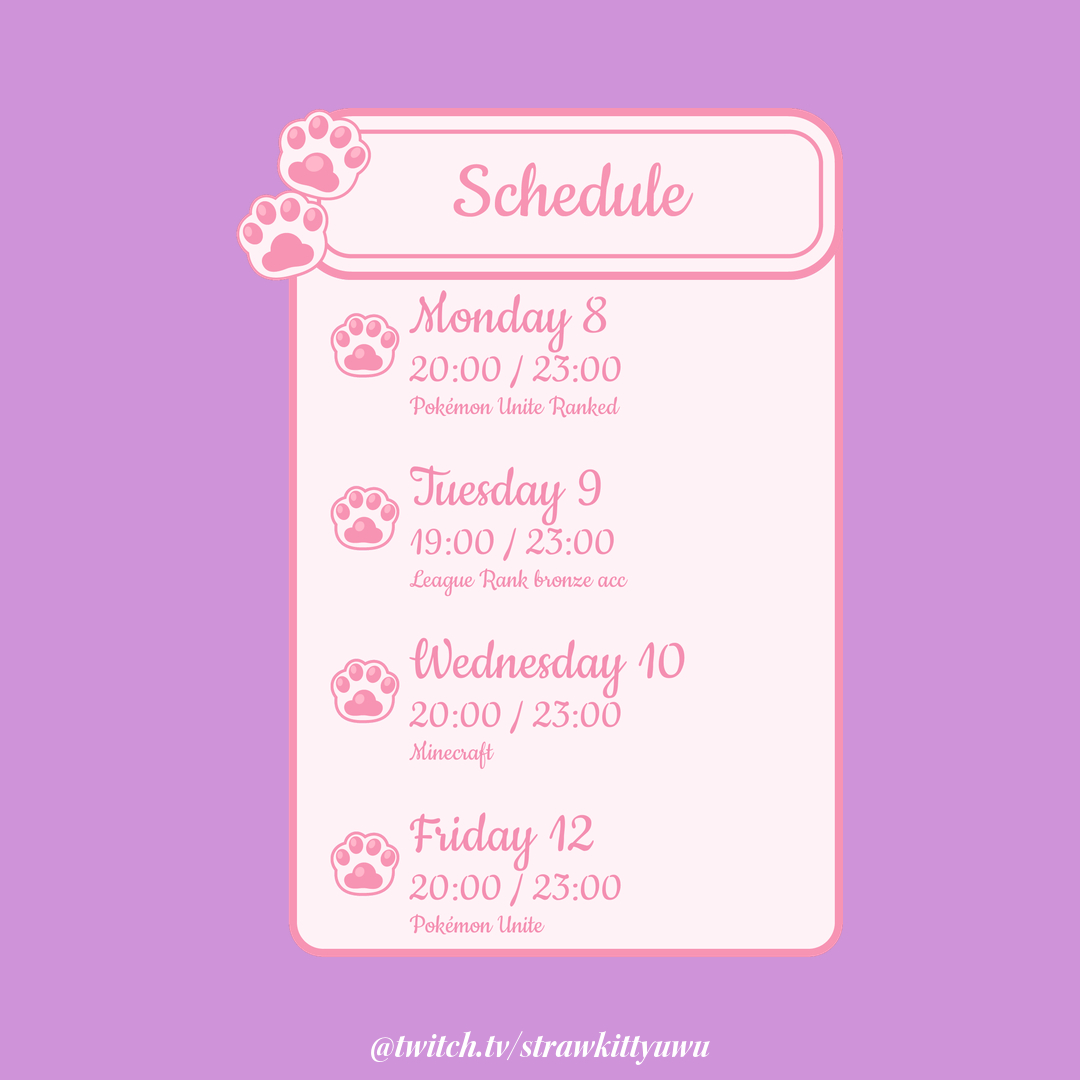 Schedule
Monday 8
20:00 / 23:00
Pokémon Unite Ranked
Tuesday 9
19:00 / 23:00
League Rank bronze acc
Wednesday 10
20:00 / 23:00
Minecraft
Friday 12
20:00 / 23:00
Pokémon Unite
@twitch.tv/strawkittyuwu